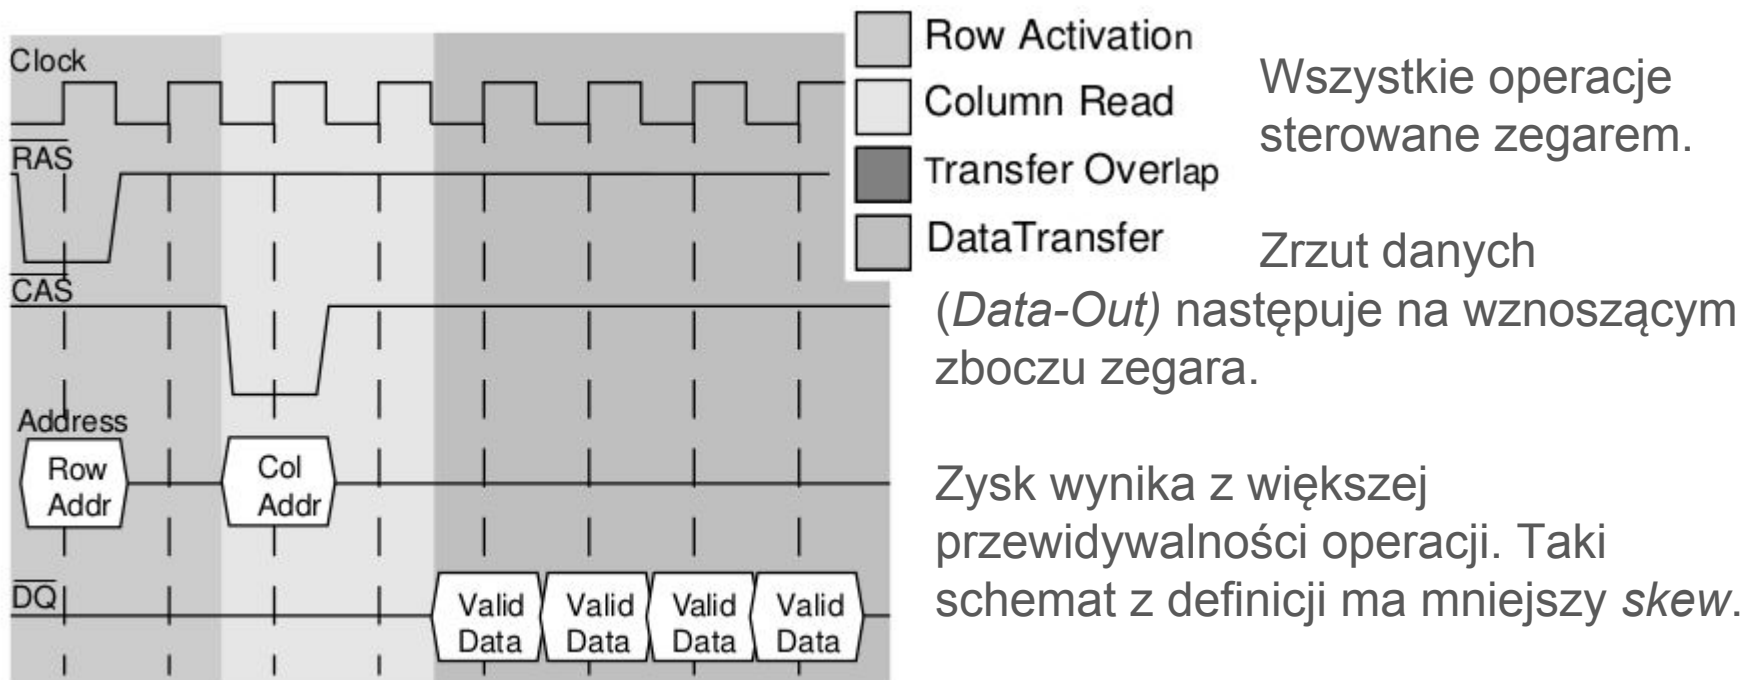 Clock
RAS
CAS
Address
Row
Addr
Col
Addr
DQ
Valid
Data
Valid
Data
Valid
Data
Valid
Data
Row Activation
Column Read
Transfer Overlap
DataTransfer
Wszystkie operacje
sterowane zegarem.
Zrzut danych
(Data-Out) następuje na wznoszącym
zboczu zegara.
Zysk wynika z większej
przewidywalności operacji. Taki
schemat z definicji ma mniejszy skew.